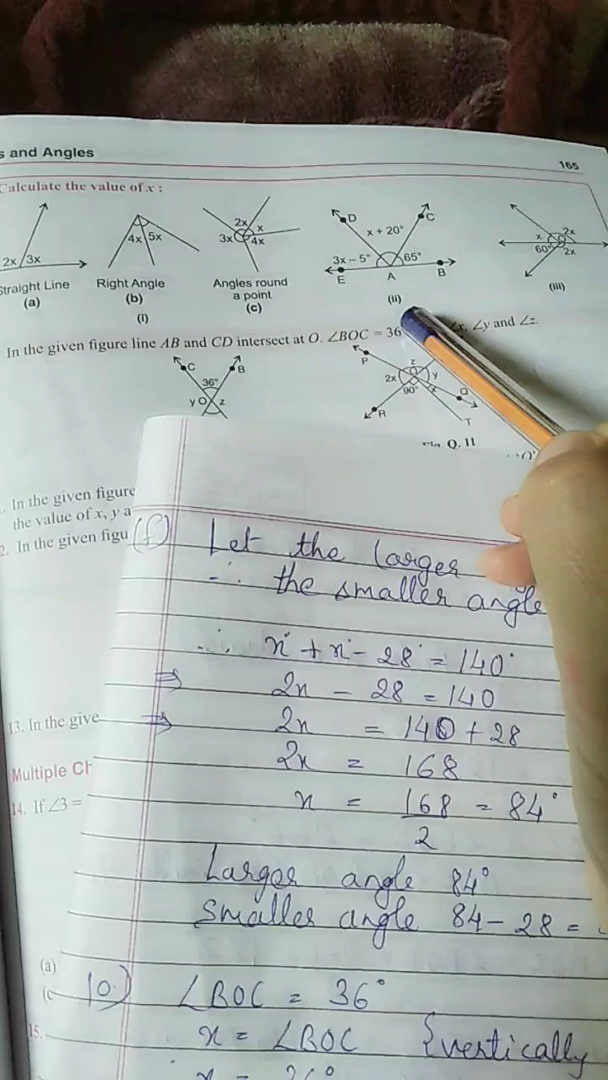 s and Angles
165
Calculate the value of x :
2x 3x
Straight Line
(a)
4x 5x
Right Angle
(b)
(i)
2x x
3x 4x
Angles round
a point
(c)
D
C
x + 20°
3x – 5° 65°
E A B
(ii)
2x
x
60° 2x
(iii)
In the given figure line AB and CD intersect at O. ∠BOC = 36 ∠y and ∠z.
C B
36°
y O z
P z
2x O y
90° x Q
R T
Q. 11
In the given figure
the value of x, y a
2. In the given figu
(f) Let the larger
∴ the smaller angle
∴ x° + x° - 28° = 140°
⇒ 2x - 28 = 140
⇒ 2x = 140 + 28
2x = 168
x = 168 = 84°
2
Larger angle 84°
Smaller angle 84 - 28 =
13. In the give
Multiple Ch
14. If ∠3 =
(a)
(c
15.
10.) ∠BOC = 36°
x = ∠BOC {vertically